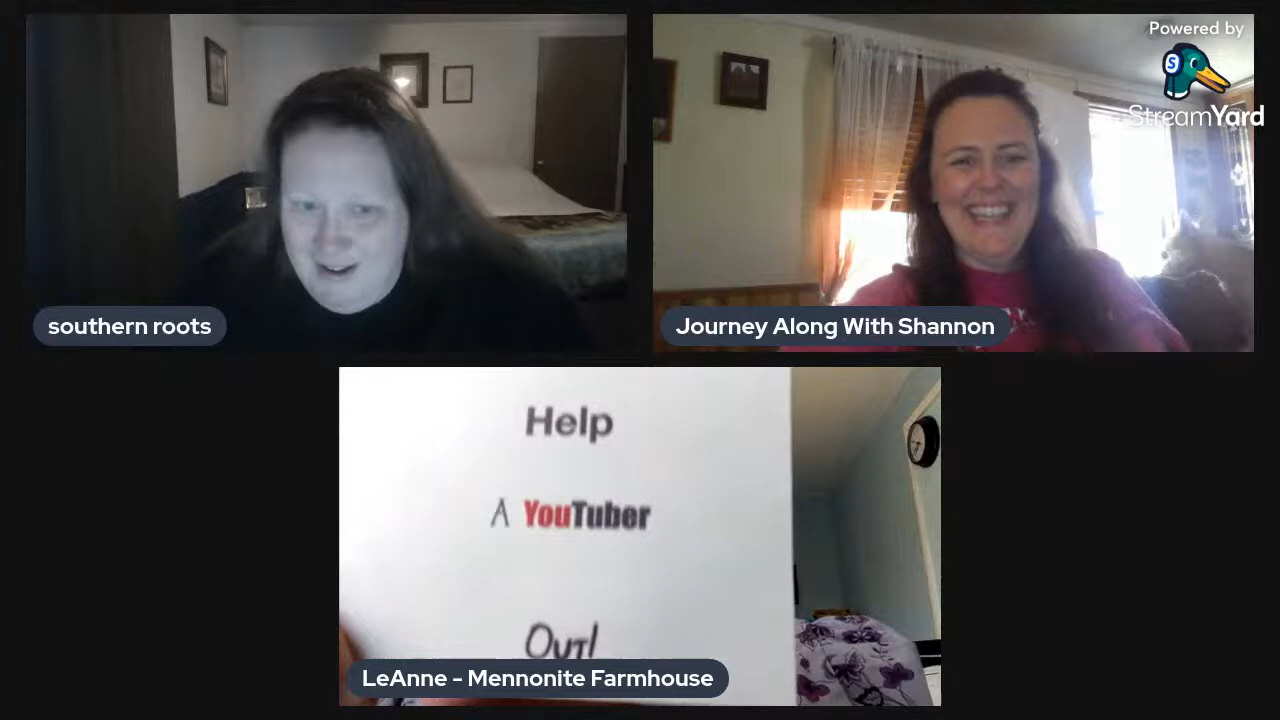 Powered by
StreamYard
southern roots
Journey Along With Shannon
Help
A YouTuber
Out!
LeAnne - Mennonite Farmhouse